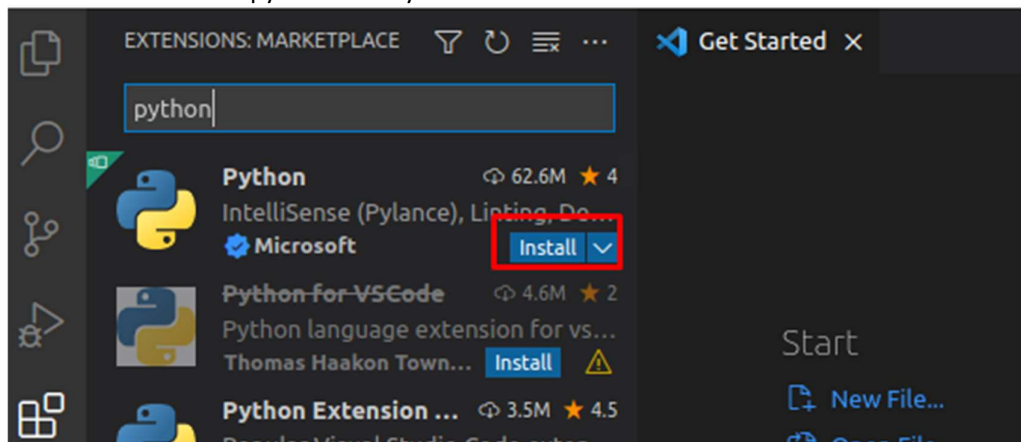 EXTENSIONS: MARKETPLACE
Get Started
python
Python 62.6M 4
IntelliSense (Pylance), Linting, De...
Microsoft Install
Python for VSCode 4.6M 2
Python language extension for vs...
Thomas Haakon Town... Install
Python Extension ... 3.5M 4.5
Start
New File...